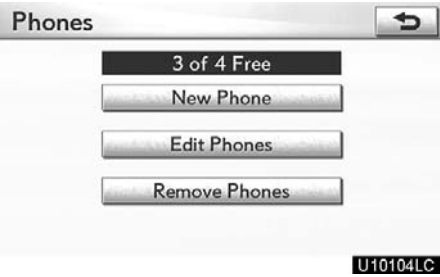 Phones
3 of 4 Free
New Phone
Edit Phones
Remove Phones
U10104LC